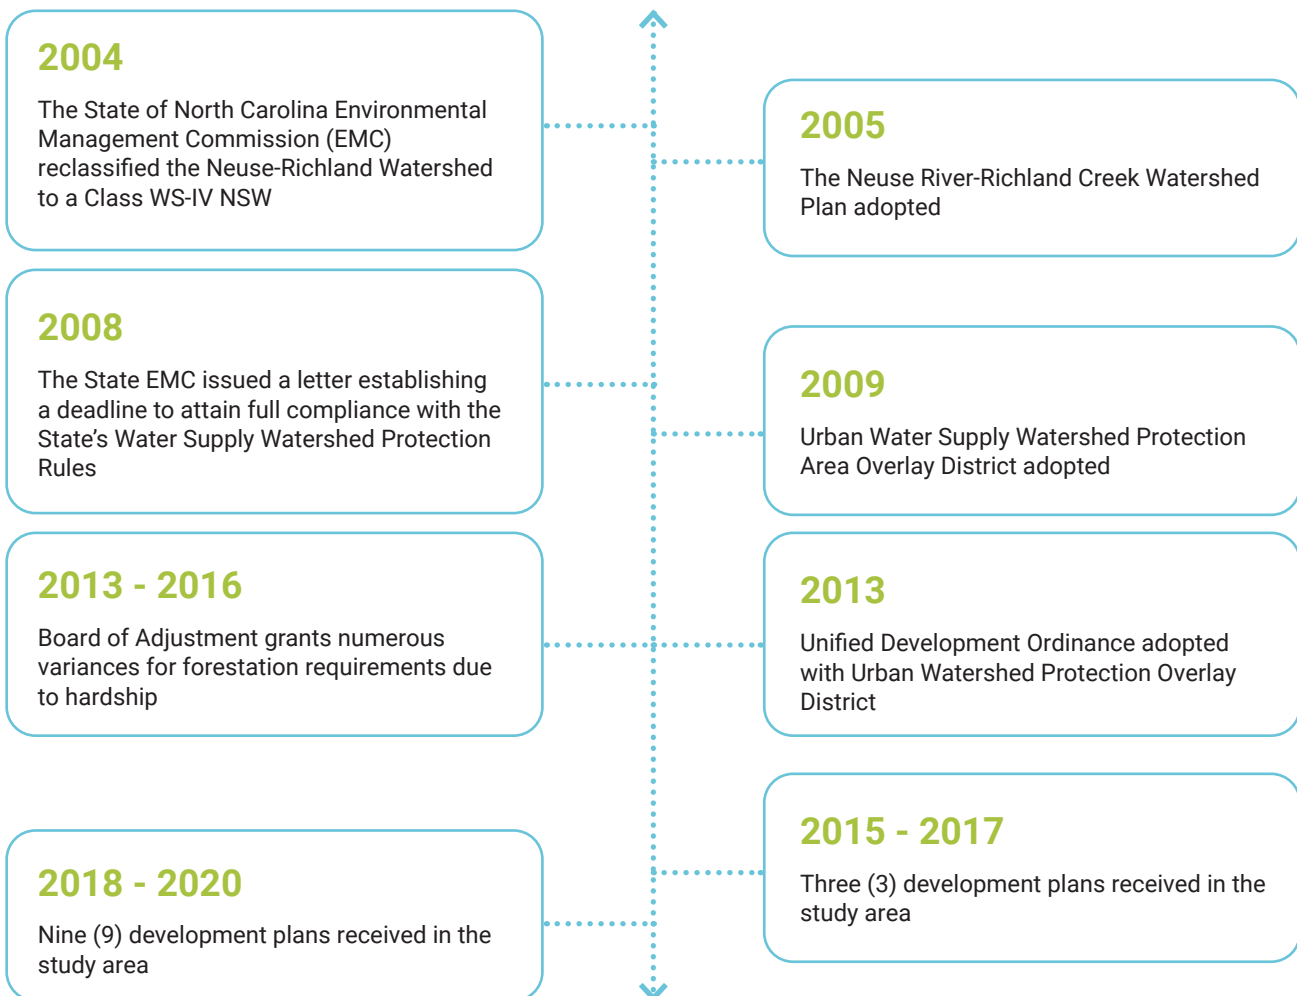 2004
The State of North Carolina Environmental
Management Commission (EMC)
reclassified the Neuse-Richland Watershed
to a Class WS-IV NSW
2005
The Neuse River-Richland Creek Watershed
Plan adopted
2008
The State EMC issued a letter establishing
a deadline to attain full compliance with the
State’s Water Supply Watershed Protection
Rules
2009
Urban Water Supply Watershed Protection
Area Overlay District adopted
2013 - 2016
Board of Adjustment grants numerous
variances for forestation requirements due
to hardship
2013
Unified Development Ordinance adopted
with Urban Watershed Protection Overlay
District
2015 - 2017
Three (3) development plans received in the
study area
2018 - 2020
Nine (9) development plans received in the
study area